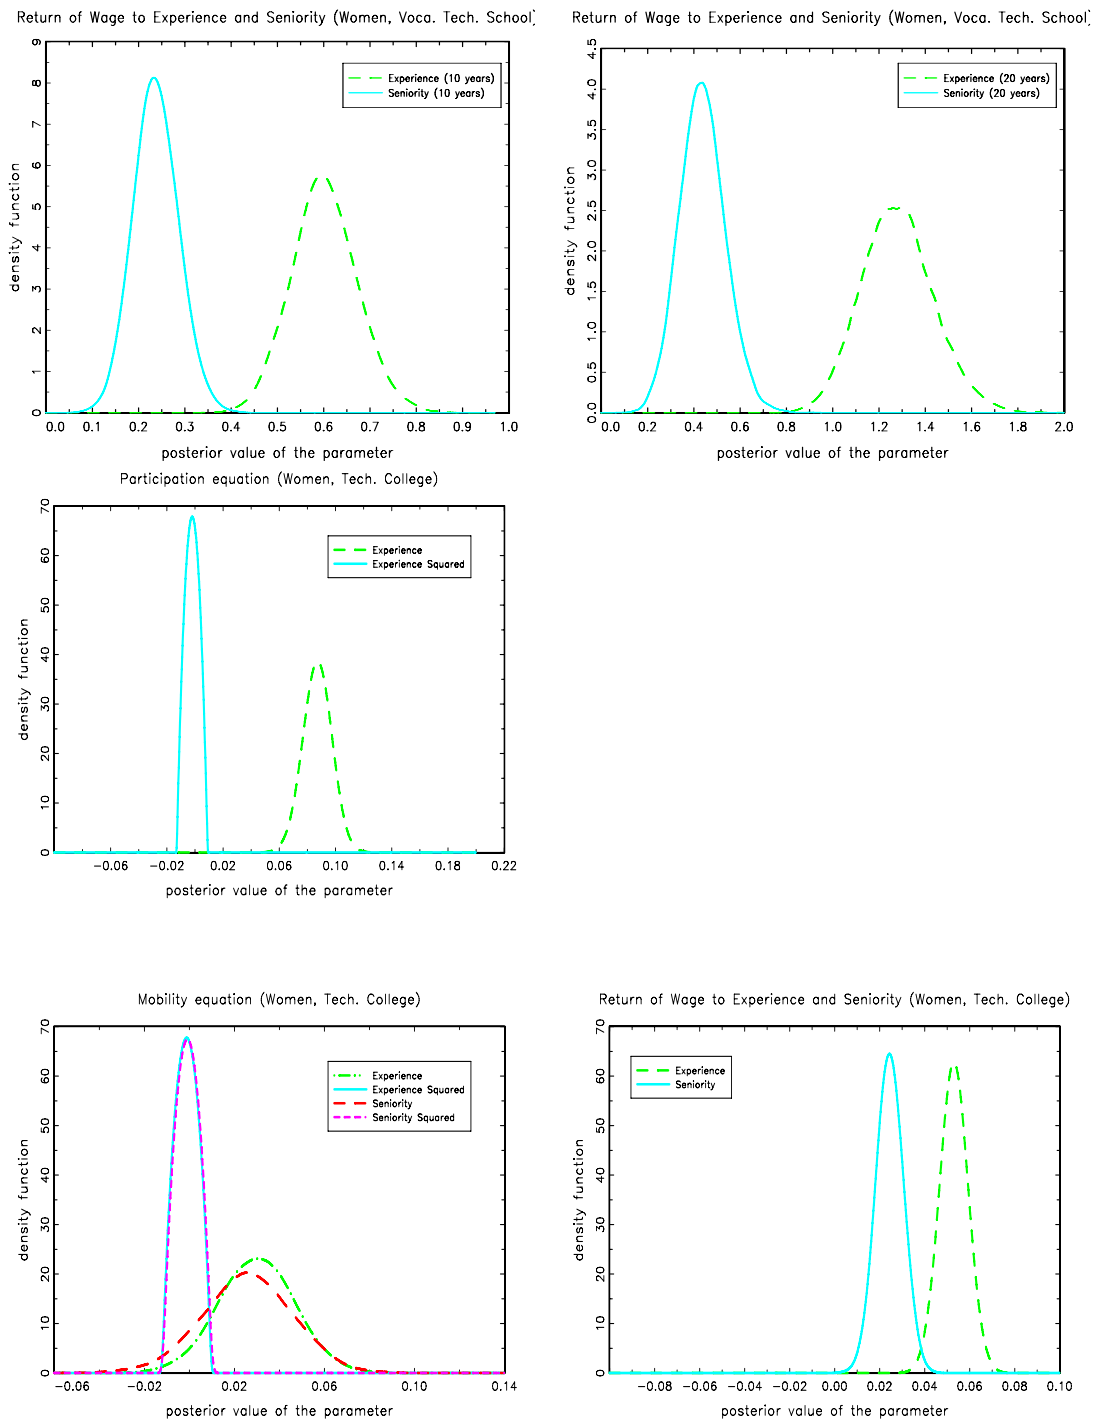 Return of Wage to Experience and Seniority (Women, Voca. Tech. School)
density function
9
8
7
6
5
4
3
2
1
0
Experience (10 years)
Seniority (10 years)
0.0 0.1 0.2 0.3 0.4 0.5 0.6 0.7 0.8 0.9 1.0
posterior value of the parameter
Return of Wage to Experience and Seniority (Women, Voca. Tech. School)
density function
4.5
4.0
3.5
3.0
2.5
2.0
1.5
1.0
0.5
0.0
Experience (20 years)
Seniority (20 years)
0.0 0.2 0.4 0.6 0.8 1.0 1.2 1.4 1.6 1.8 2.0
posterior value of the parameter
Participation equation (Women, Tech. College)
density function
70
60
50
40
30
20
10
0
Experience
Experience Squared
-0.06 -0.02 0.02 0.06 0.10 0.14 0.18 0.22
posterior value of the parameter
Mobility equation (Women, Tech. College)
density function
70
60
50
40
30
20
10
0
Experience
Experience Squared
Seniority
Seniority Squared
-0.06 -0.02 0.02 0.06 0.10 0.14
posterior value of the parameter
Return of Wage to Experience and Seniority (Women, Tech. College)
density function
70
60
50
40
30
20
10
0
Experience
Seniority
-0.08 -0.06 -0.04 -0.02 0.00 0.02 0.04 0.06 0.08 0.10
posterior value of the parameter